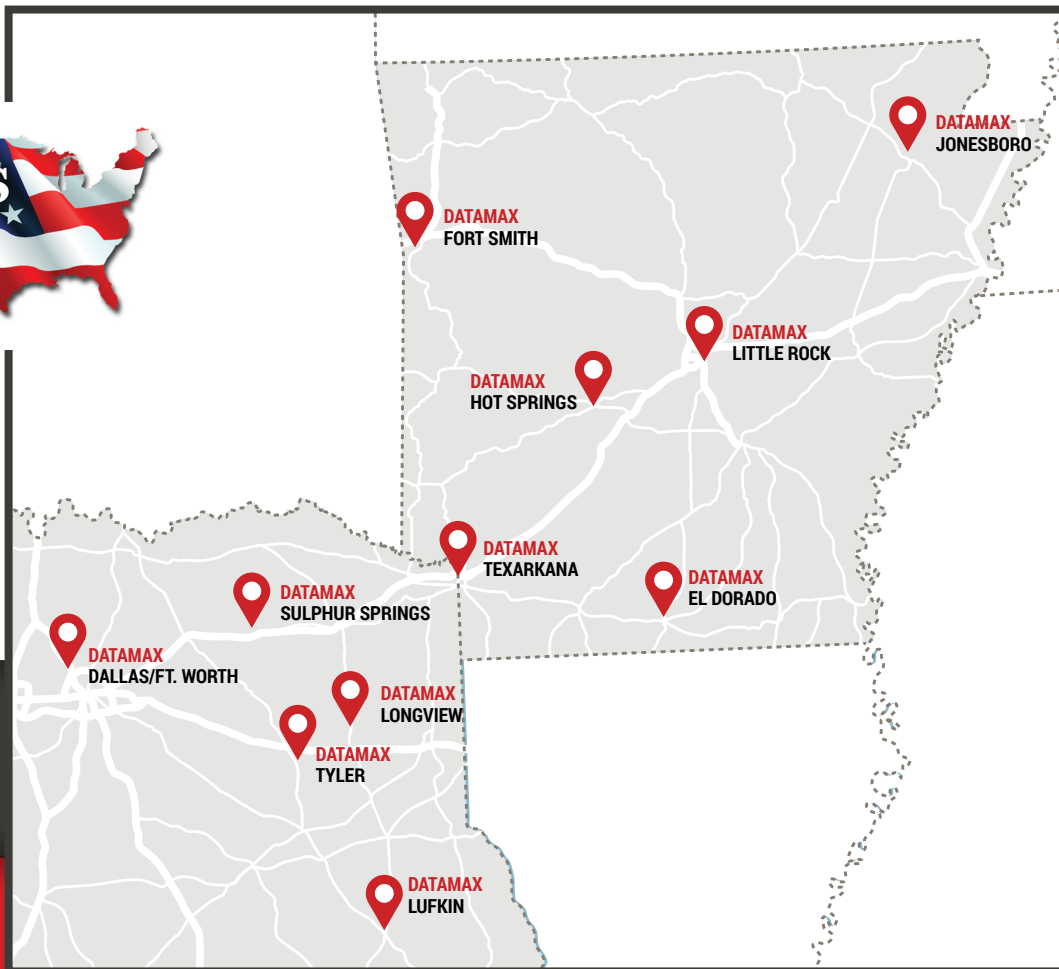 DATAMAX
JONESBORO
DATAMAX
FORT SMITH
DATAMAX
LITTLE ROCK
DATAMAX
HOT SPRINGS
DATAMAX
TEXARKANA
DATAMAX
EL DORADO
DATAMAX
SULPHUR SPRINGS
DATAMAX
DALLAS/FT. WORTH
DATAMAX
LONGVIEW
DATAMAX
TYLER
DATAMAX
LUFKIN